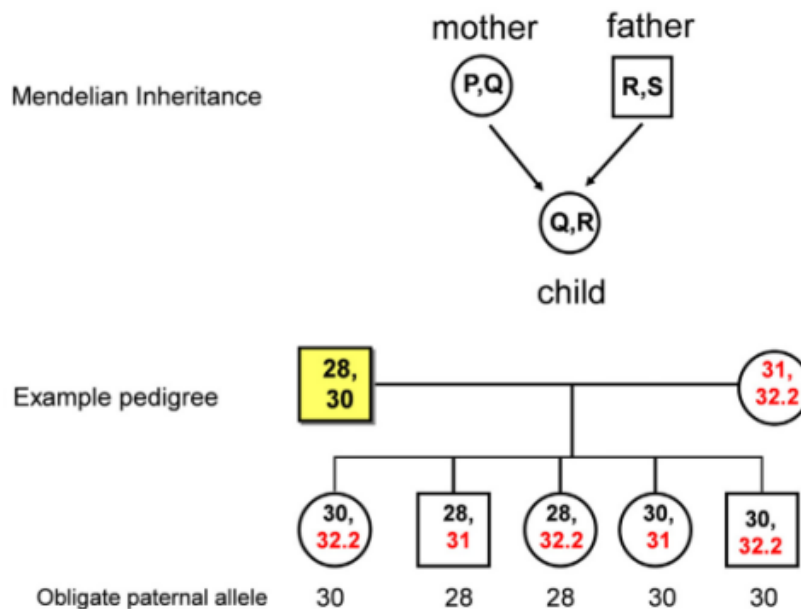 mother father
Mendelian Inheritance
P,Q R,S
Q,R
child
Example pedigree
28,
30
31,
32.2
30, 28, 28, 30, 30,
32.2 31 32.2 31 32.2
Obligate paternal allele 30 28 28 30 30